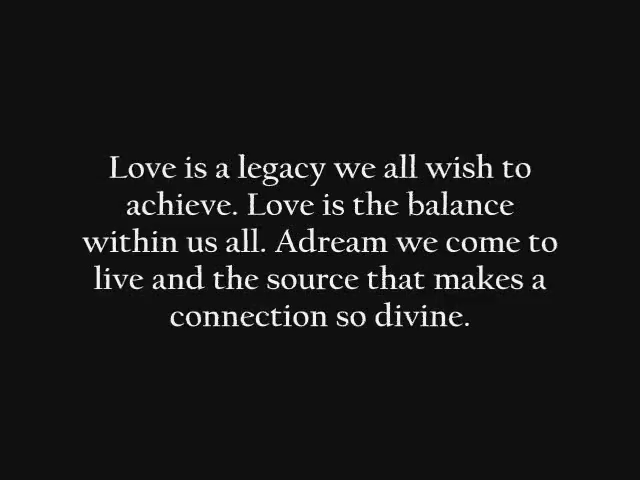 Love is a legacy we all wish to
achieve. Love is the balance
within us all. Adream we come to
live and the source that makes a
connection so divine.